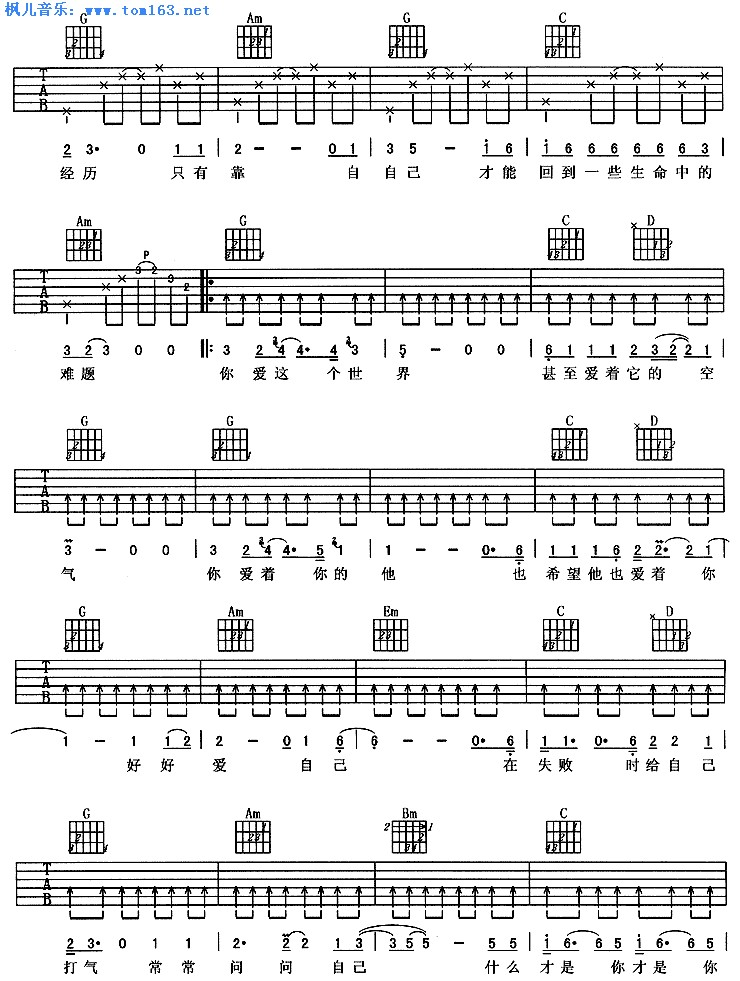 枫儿音乐：www.tom163.net
G Am G C
T A B
2 3· 0 1 1 | 2 - - 0 1 | 3 5 - i 6 | i 6 6 6 6 6 6 3 |
经历 只有靠 自自己 才能回到一些生命中的
Am G C D
P
3 2 3 2
T A B
3 2 3 0 0 ‖: 3 2 4 4· 4 3 | 5 - 0 0 | 6 1 1 1 2 3 2 2 1 |
难题 你爱这个世界 甚至爱着它的 空
G G C D
T A B
3 - 0 0 | 3 2 4 4· 5 1 | 1 - - 0· 6 | 1 1 1 6 2 2· 2 1 |
气 你爱着 你的他 也希望他也爱着 你
G Am Em C D
T A B
1 - 1 1 2 | 2 - 0 1 6 | 6 - - 0· 6 | 1 1· 0· 6 2 2 1 |
好好爱 自己 在失败 时给自己
G Am Bm C
2 1
T A B
2 3· 0 1 1 | 2· 2 2 1 3 | 3 5 5 - 5 5 | i 6· 6 5 i 6· 6 5 |
打气 常常问 问 自己 什么才是 你才是 你